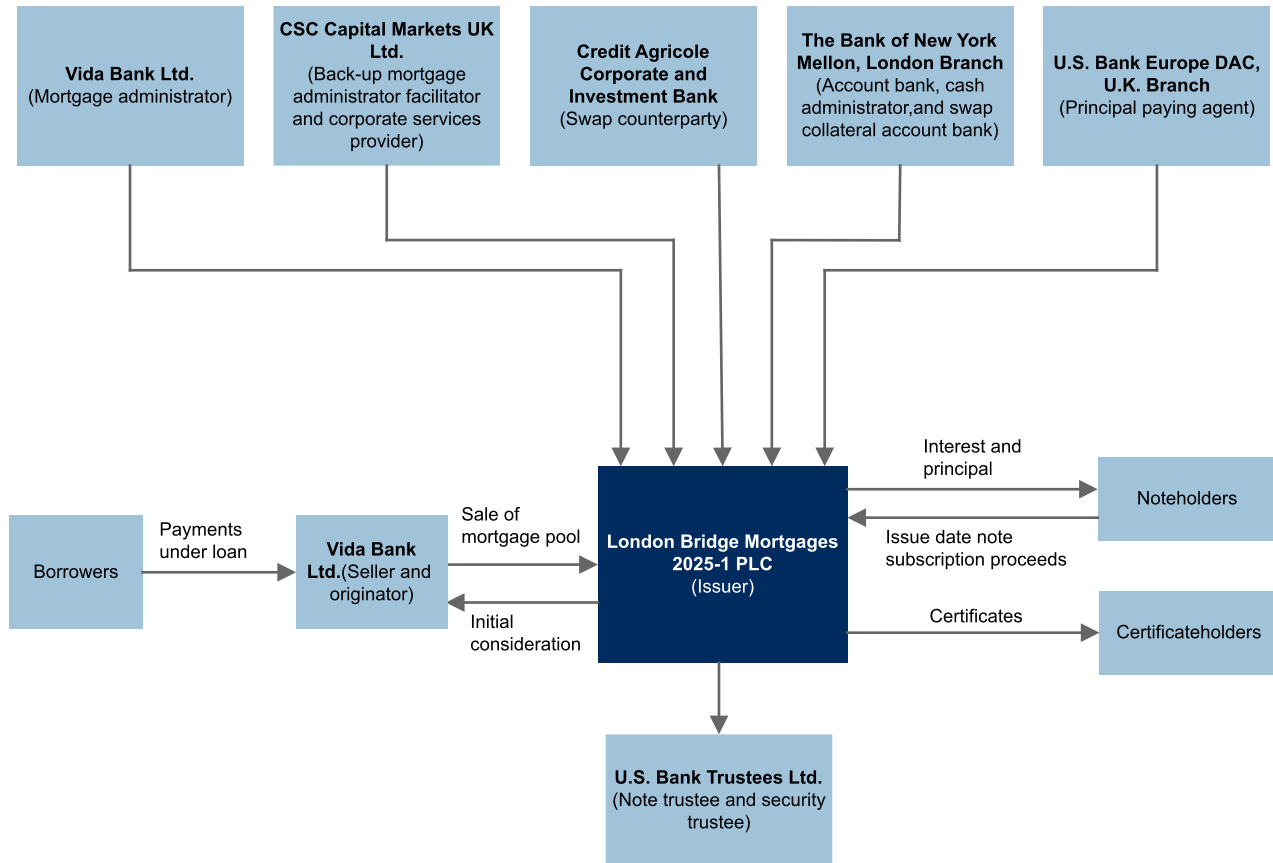 Vida Bank Ltd.
(Mortgage administrator)
CSC Capital Markets UK
Ltd.
(Back-up mortgage
administrator facilitator
and corporate services
provider)
Credit Agricole
Corporate and
Investment Bank
(Swap counterparty)
The Bank of New York
Mellon, London Branch
(Account bank, cash
administrator,and swap
collateral account bank)
U.S. Bank Europe DAC,
U.K. Branch
(Principal paying agent)
Borrowers
Payments
under loan
Vida Bank
Ltd.(Seller and
originator)
Sale of
mortgage pool
Initial
consideration
London Bridge Mortgages
2025-1 PLC
(Issuer)
Interest and
principal
Issue date note
subscription proceeds
Noteholders
Certificates
Certificateholders
U.S. Bank Trustees Ltd.
(Note trustee and security
trustee)